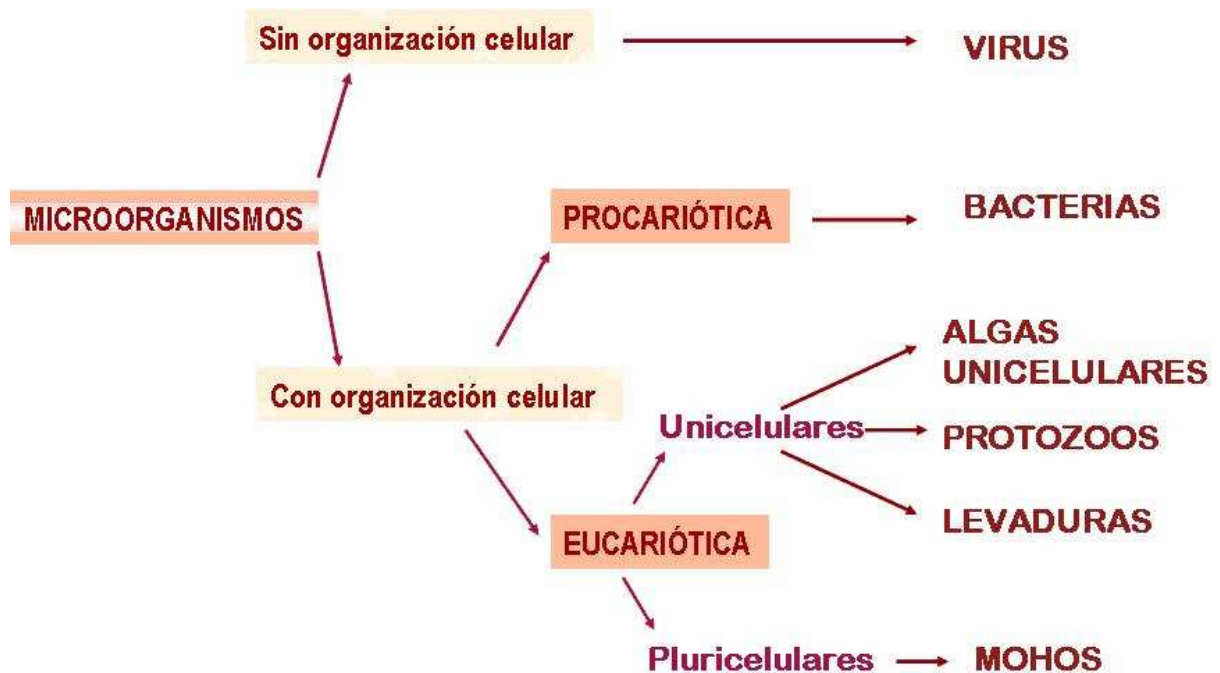 Sin organización celular
VIRUS
MICROORGANISMOS
PROCARIÓTICA
BACTERIAS
Con organización celular
ALGAS
UNICELULARES
Unicelulares
PROTOZOOS
LEVADURAS
EUCARIÓTICA
Pluricelulares
MOHOS